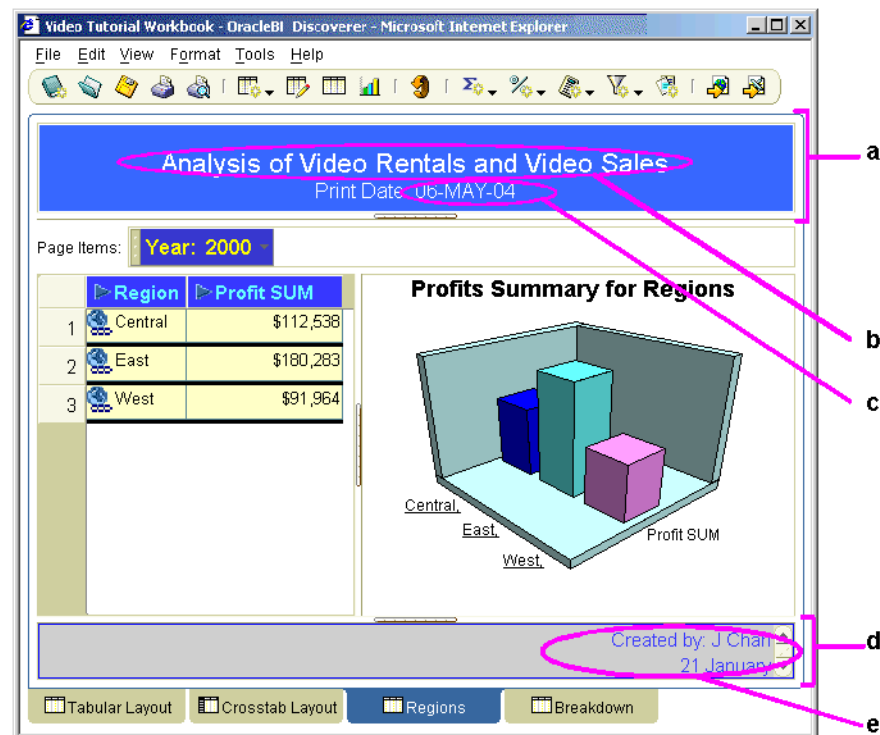 Video Tutorial Workbook - OracleBI Discoverer - Microsoft Internet Explorer
File Edit View Format Tools Help
a
Analysis of Video Rentals and Video Sales
Print Date: 06-MAY-04
Page Items: Year: 2000
Region Profit SUM
1 Central $112,538
2 East $180,283
3 West $91,964
Profits Summary for Regions
b
c
Central,
East,
West,
Profit SUM
Created by: J Chan
21 January
d
Tabular Layout Crosstab Layout Regions Breakdown
e